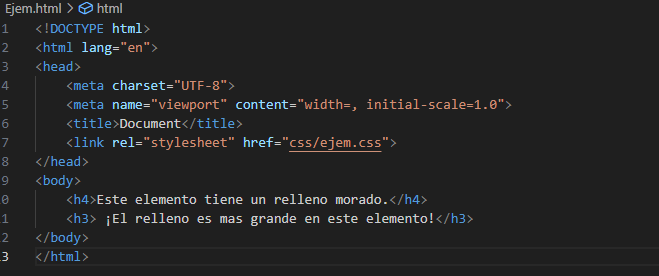 Ejem.html > html
1 <!DOCTYPE html>
2 <html lang="en">
3 <head>
4 <meta charset="UTF-8">
5 <meta name="viewport" content="width=, initial-scale=1.0">
6 <title>Document</title>
7 <link rel="stylesheet" href="css/ejem.css">
8 </head>
9 <body>
0 <h4>Este elemento tiene un relleno morado.</h4>
1 <h3> ¡El relleno es mas grande en este elemento!</h3>
2 </body>
3 </html>